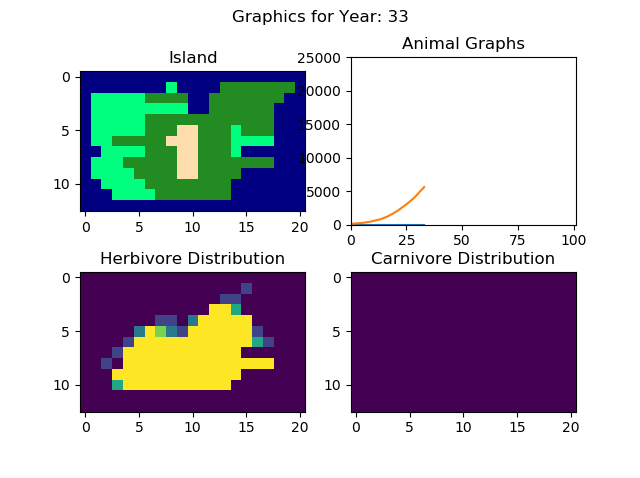 Graphics for Year: 33
Island
Animal Graphs
0
5
10
0 5 10 15 20
25000
20000
15000
10000
5000
0
0 25 50 75 100
Herbivore Distribution
Carnivore Distribution
0
5
10
0 5 10 15 20
0
5
10
0 5 10 15 20